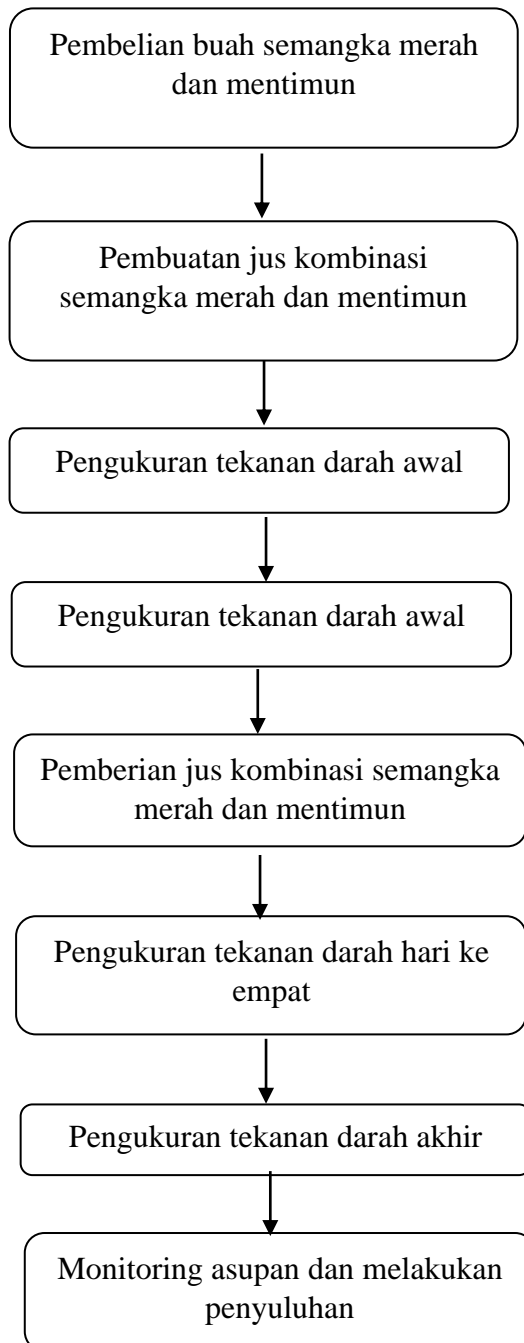 Pembelian buah semangka merah
dan mentimun
Pembuatan jus kombinasi
semangka merah dan mentimun
Pengukuran tekanan darah awal
Pengukuran tekanan darah awal
Pemberian jus kombinasi semangka
merah dan mentimun
Pengukuran tekanan darah hari ke
empat
Pengukuran tekanan darah akhir
Monitoring asupan dan melakukan
penyuluhan